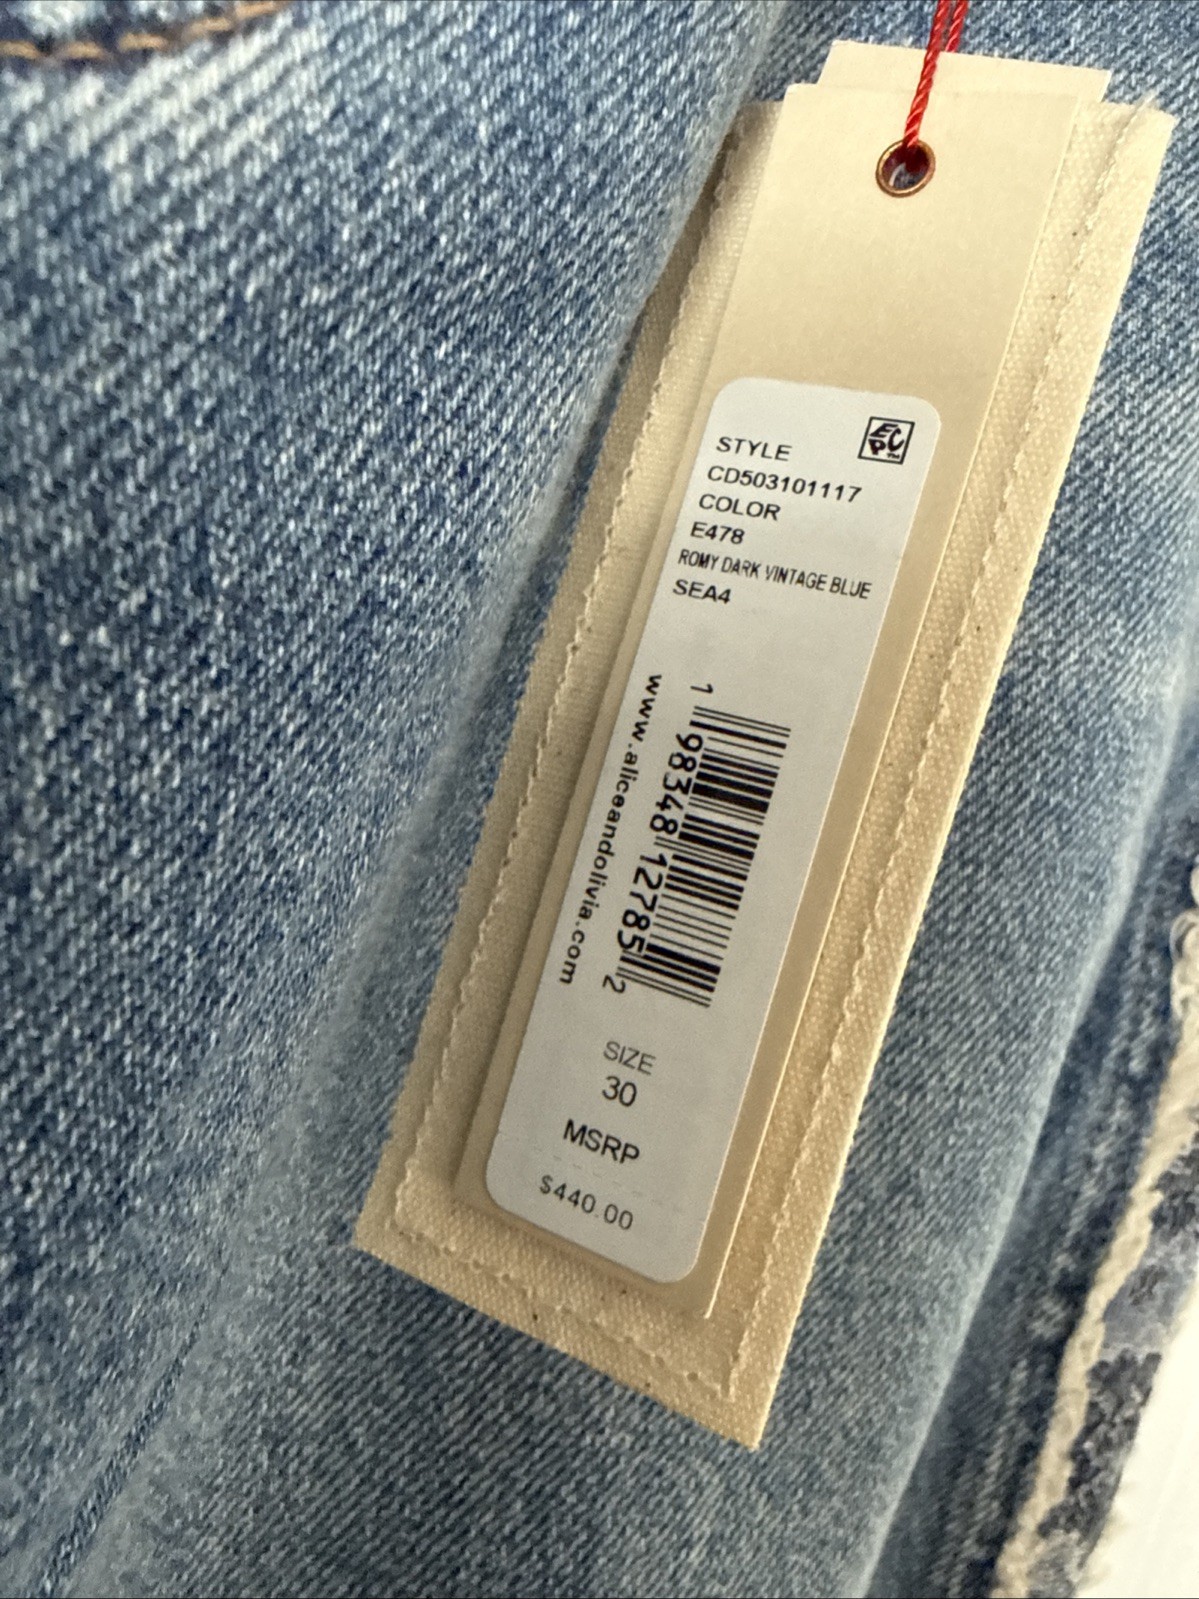 STYLE
CD503101117
COLOR
E478
ROMY DARK VINTAGE BLUE
SEA4
EPC™
1 98348 12785 2
www.aliceandolivia.com
SIZE
30
MSRP
$440.00